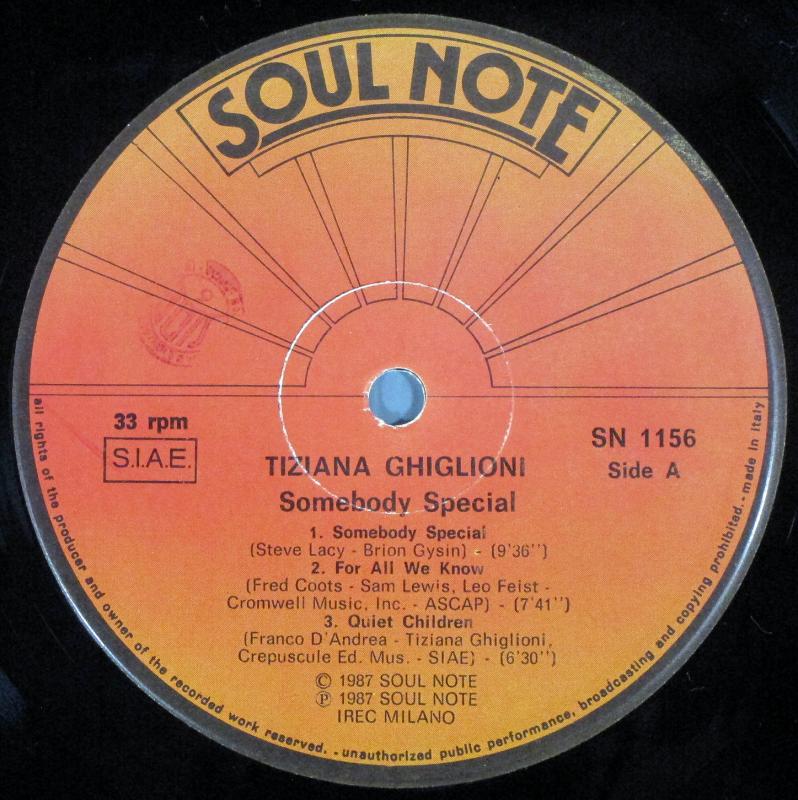 SOUL NOTE
33 rpm
S.I.A.E.
SN 1156
Side A
TIZIANA GHIGLIONI
Somebody Special
1. Somebody Special
(Steve Lacy - Brion Gysin) - (9'36'')
2. For All We Know
(Fred Coots - Sam Lewis, Leo Feist -
Cromwell Music, Inc. - ASCAP) - (7'41'')
3. Quiet Children
(Franco D'Andrea - Tiziana Ghiglioni,
Crepuscule Ed. Mus. - SIAE) - (6'30'')
© 1987 SOUL NOTE
℗ 1987 SOUL NOTE
IREC MILANO
all rights of the producer and owner of the recorded work reserved. - unauthorized public performance, broadcasting and copying prohibited. - made in italy